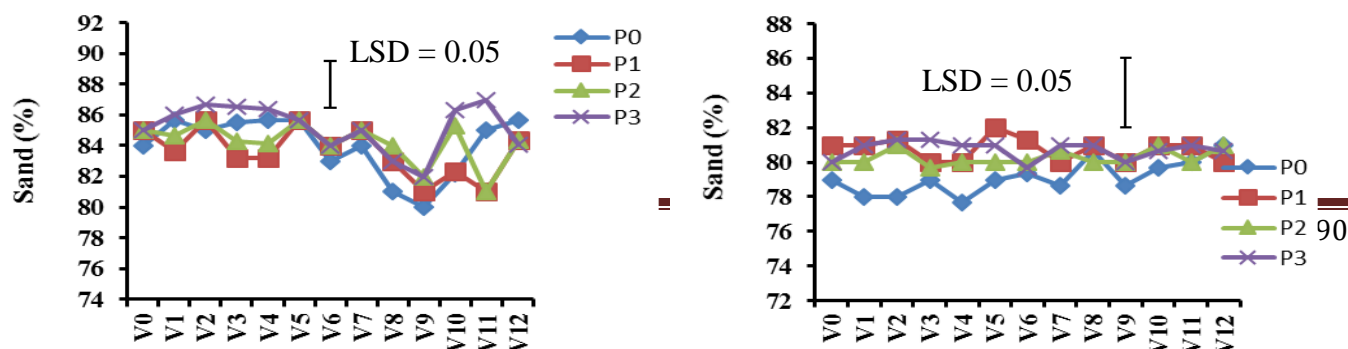 92
90
88
86
84
82
80
78
76
74
Sand (%)
LSD = 0.05
P0
P1
P2
P3
V0
V1
V2
V3
V4
V5
V6
V7
V8
V9
V10
V11
V12
88
86
84
82
80
78
76
74
72
Sand (%)
LSD = 0.05
P0
P1
P2
P3
V0
V1
V2
V3
V4
V5
V6
V7
V8
V9
V10
V11
V12
90